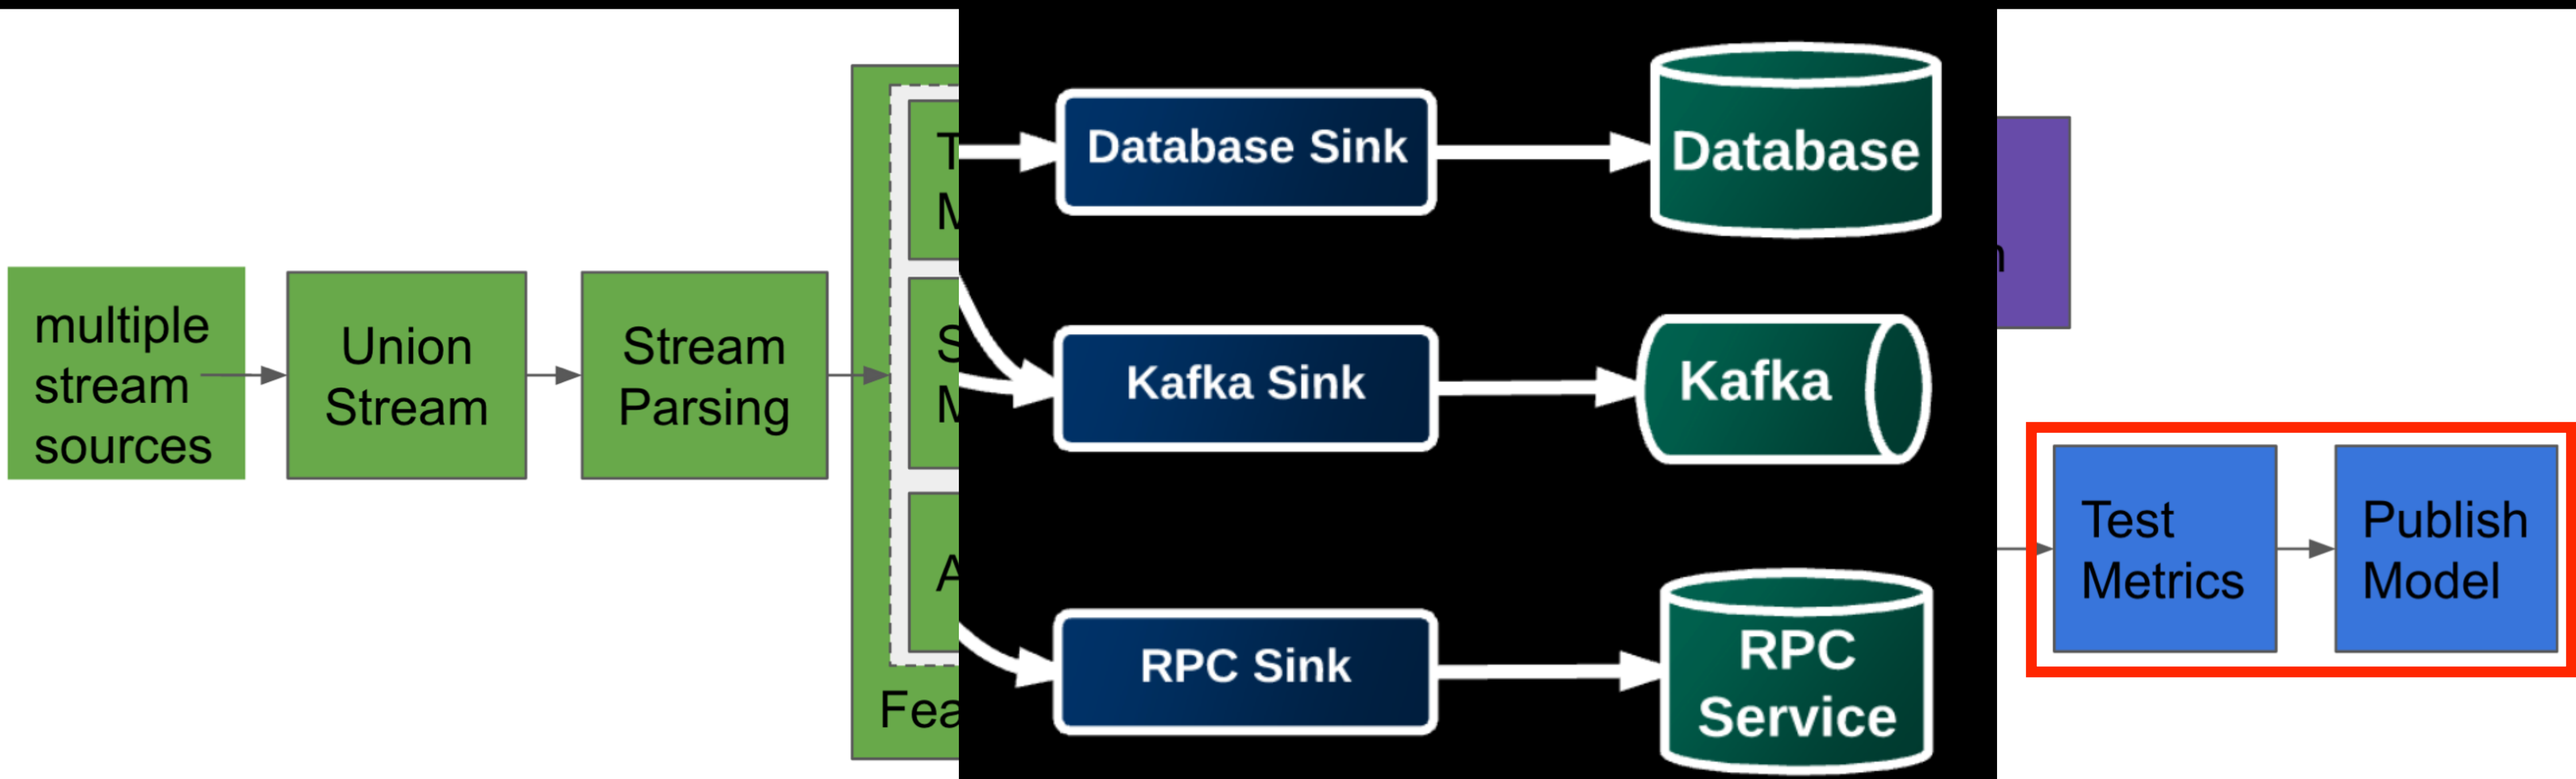 multiple
stream
sources
Union
Stream
Stream
Parsing
Database Sink
Database
Kafka Sink
Kafka
RPC Sink
RPC
Service
Test
Metrics
Publish
Model